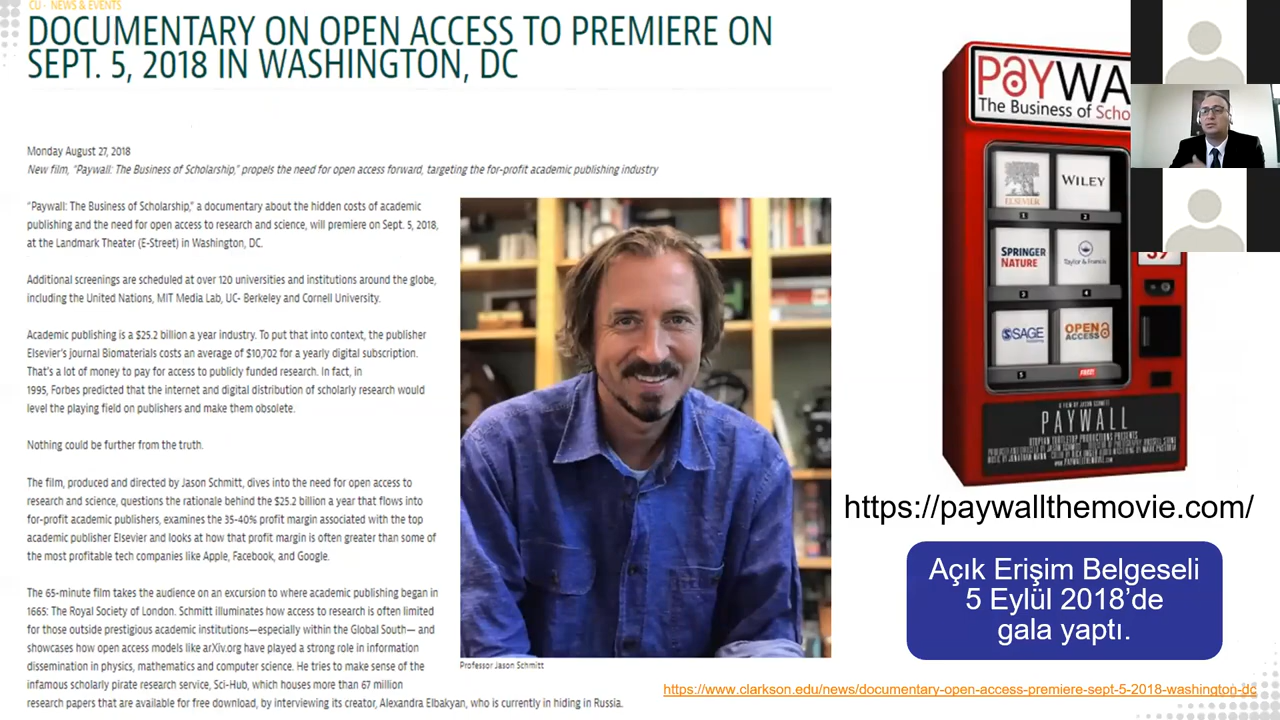 CU - NEWS & EVENTS
DOCUMENTARY ON OPEN ACCESS TO PREMIERE ON
SEPT. 5, 2018 IN WASHINGTON, DC
Monday August 27, 2018
New film, "Paywall: The Business of Scholarship," propels the need for open access forward, targeting the for-profit academic publishing industry
"Paywall: The Business of Scholarship," a documentary about the hidden costs of academic
publishing and the need for open access to research and science, will premiere on Sept. 5, 2018,
at the Landmark Theater (E-Street) in Washington, DC.
Additional screenings are scheduled at over 120 universities and institutions around the globe,
including the United Nations, MIT Media Lab, UC- Berkeley and Cornell University.
Academic publishing is a $25.2 billion a year industry. To put that into context, the publisher
Elsevier's journal Biomaterials costs an average of $10,702 for a yearly digital subscription.
That's a lot of money to pay for access to publicly funded research. In fact, in
1995, Forbes predicted that the internet and digital distribution of scholarly research would
level the playing field on publishers and make them obsolete.
Nothing could be further from the truth.
The film, produced and directed by Jason Schmitt, dives into the need for open access to
research and science, questions the rationale behind the $25.2 billion a year that flows into
for-profit academic publishers, examines the 35-40% profit margin associated with the top
academic publisher Elsevier and looks at how that profit margin is often greater than some of
the most profitable tech companies like Apple, Facebook, and Google.
The 65-minute film takes the audience on an excursion to where academic publishing began in
1665: The Royal Society of London. Schmitt illuminates how access to research is often limited
for those outside prestigious academic institutions—especially within the Global South— and
showcases how open access models like arXiv.org have played a strong role in information
dissemination in physics, mathematics and computer science. He tries to make sense of the
infamous scholarly pirate research service, Sci-Hub, which houses more than 67 million
research papers that are available for free download, by interviewing its creator, Alexandra Elbakyan, who is currently in hiding in Russia.
Professor Jason Schmitt
PAYWA
The Business of Scho
ELSEVIER
WILEY
1
2
SPRINGER
NATURE
Taylor & Francis
3
4
SAGE
OPEN
ACCESS
5
FREE!
A FILM BY JASON SCHMITT
PAYWALL
UTOPIAN TURTLETOP PRODUCTIONS PRESENTS
WWW.PAYWALLTHEMOVIE.COM
https://paywallthemovie.com/
Açık Erişim Belgeseli
5 Eylül 2018'de
gala yaptı.
https://www.clarkson.edu/news/documentary-open-access-premiere-sept-5-2018-washington-dc